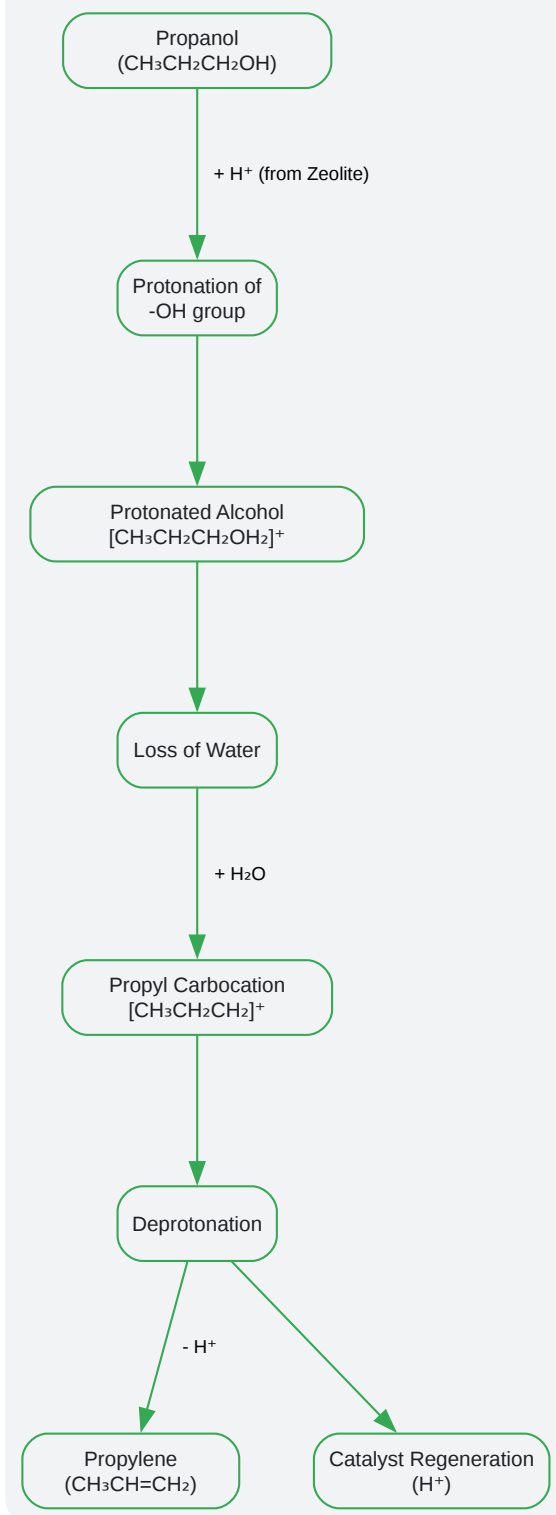 Propanol
(CH₃CH₂CH₂OH)
+ H⁺ (from Zeolite)
Protonation of
-OH group
Protonated Alcohol
[CH₃CH₂CH₂OH₂]⁺
Loss of Water
+ H₂O
Propyl Carbocation
[CH₃CH₂CH₂]⁺
Deprotonation
- H⁺
Propylene
(CH₃CH=CH₂)
Catalyst Regeneration
(H⁺)